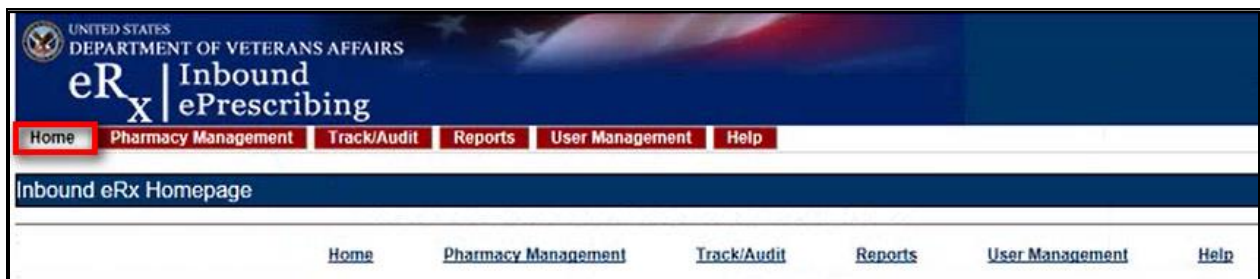 UNITED STATES
DEPARTMENT OF VETERANS AFFAIRS
eRx Inbound
ePrescribing
Home Pharmacy Management Track/Audit Reports User Management Help
Inbound eRx Homepage
Home Pharmacy Management Track/Audit Reports User Management Help